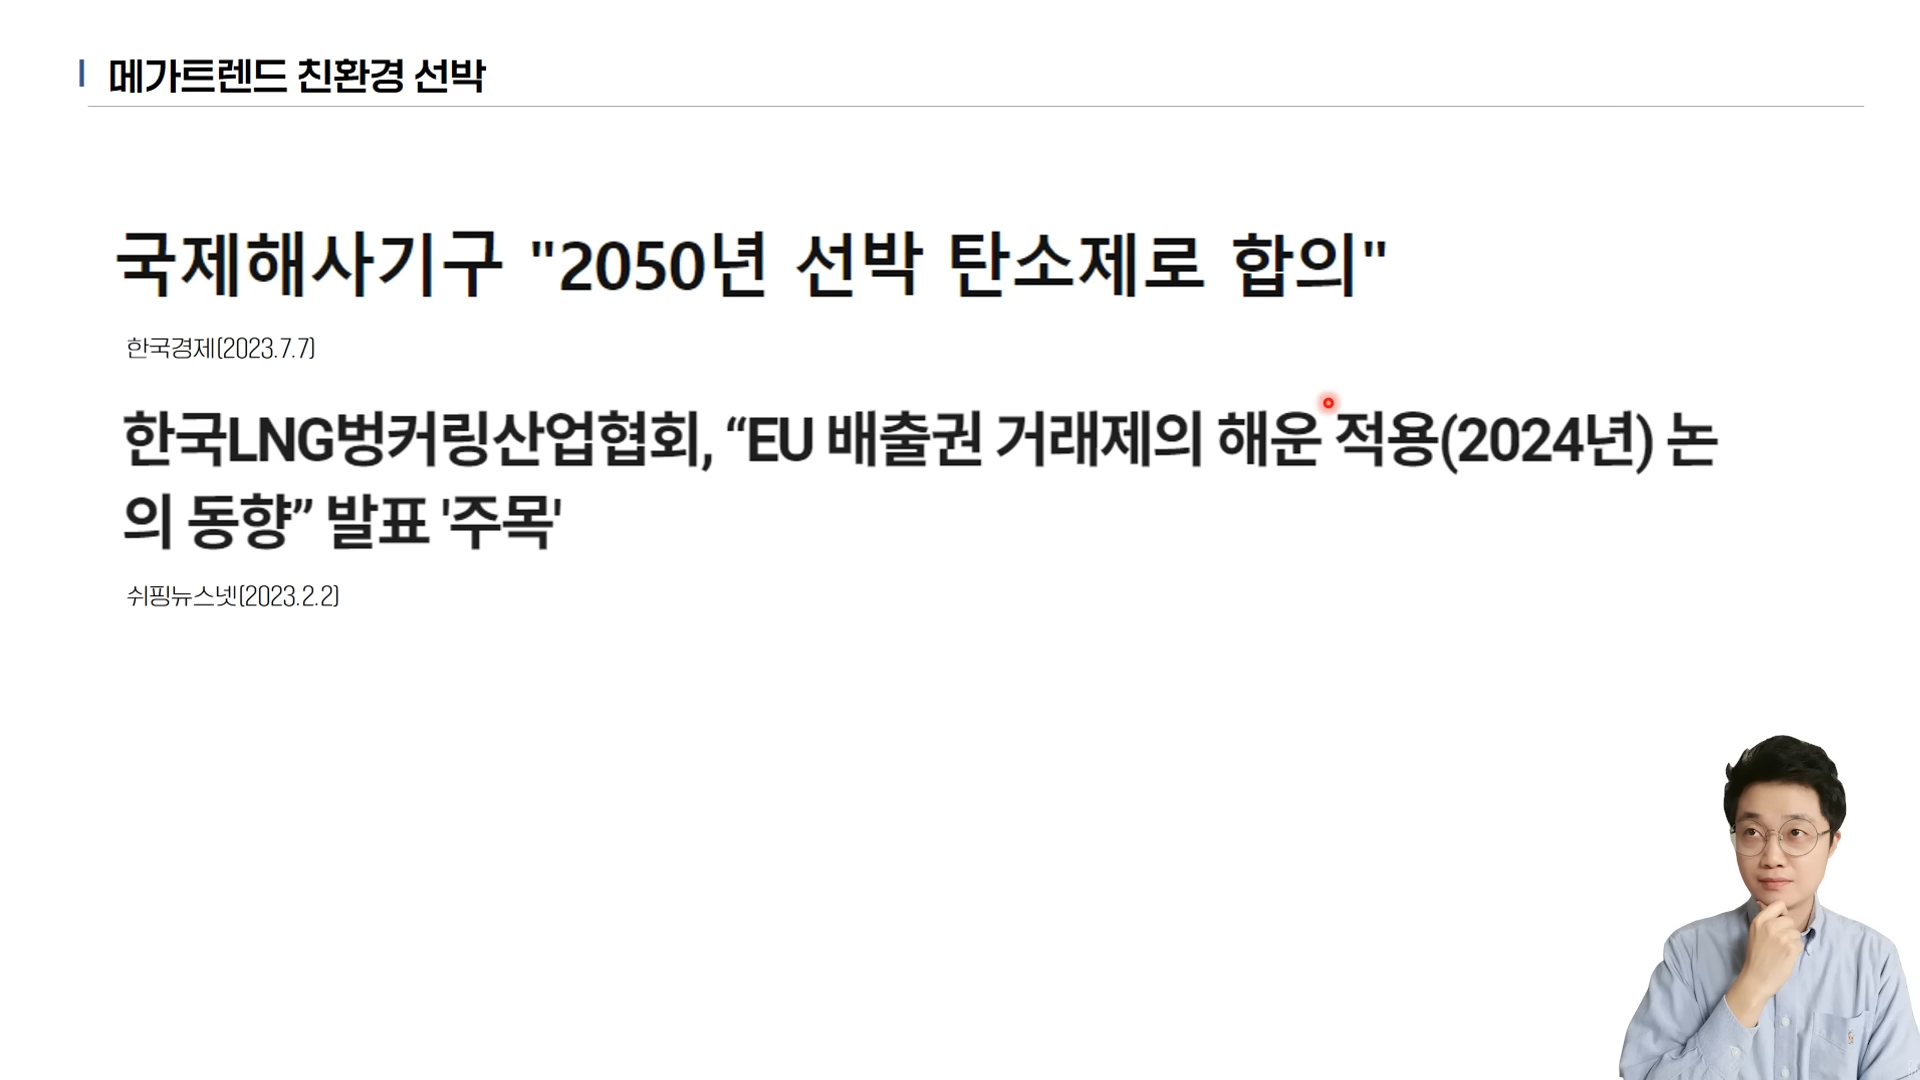 메가트렌드 친환경 선박
국제해사기구 "2050년 선박 탄소제로 합의"
한국경제(2023.7.7)
한국LNG벙커링산업협회, “EU 배출권 거래제의 해운 적용(2024년) 논
의 동향” 발표 '주목'
쉬핑뉴스넷(2023.2.2)